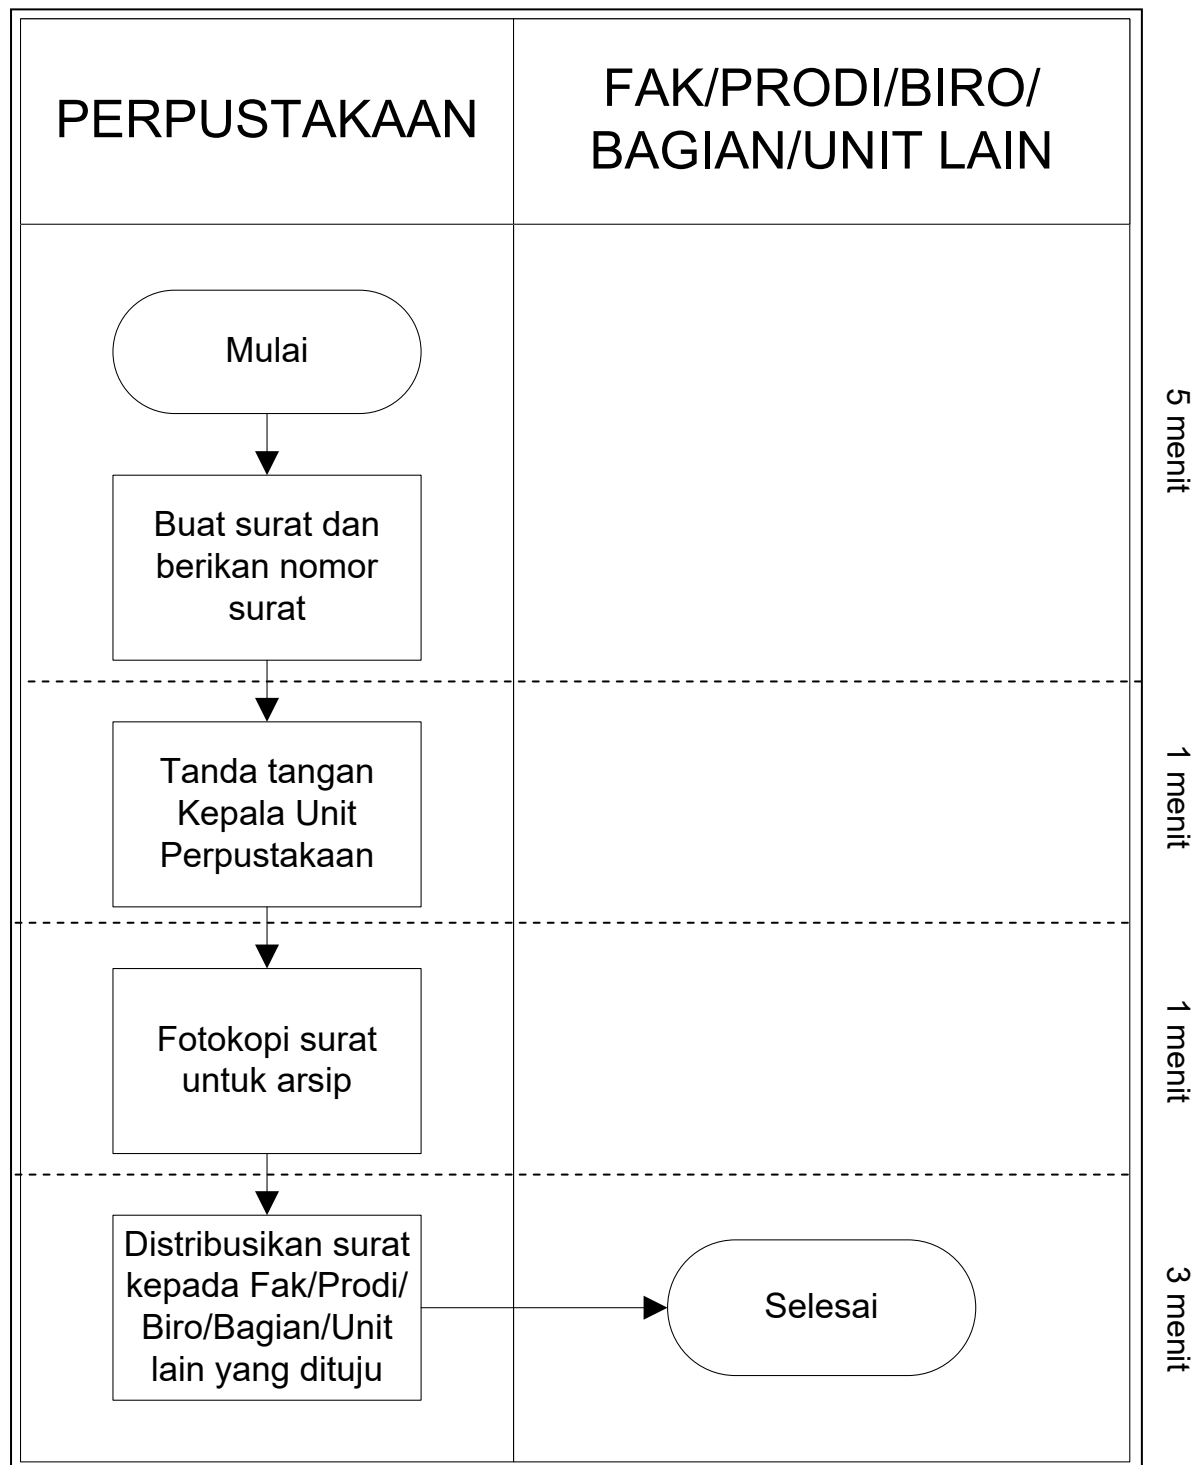 PERPUSTAKAAN
FAK/PRODI/BIRO/
BAGIAN/UNIT LAIN
Mulai
Buat surat dan
berikan nomor
surat
5 menit
Tanda tangan
Kepala Unit
Perpustakaan
1 menit
Fotokopi surat
untuk arsip
1 menit
Distribusikan surat
kepada Fak/Prodi/
Biro/Bagian/Unit
lain yang dituju
Selesai
3 menit